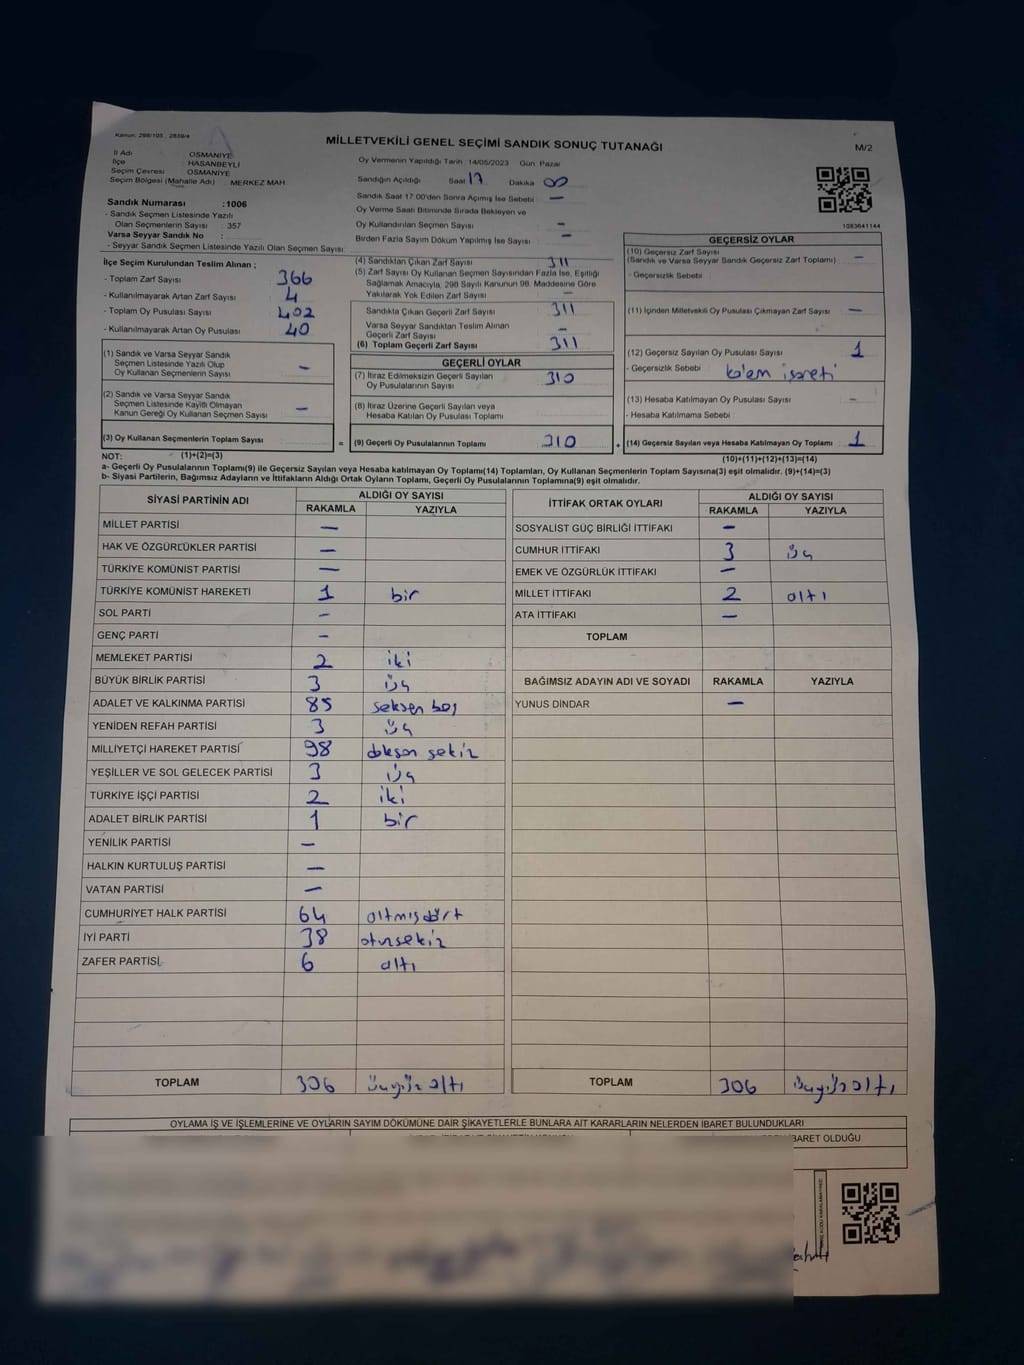 Kanun: 298/105 , 2839/4
MİLLETVEKİLİ GENEL SEÇİMİ SANDIK SONUÇ TUTANAĞI
M/2
İl Adı OSMANİYE
İlçe HASANBEYLİ
Seçim Çevresi OSMANİYE
Seçim Bölgesi (Mahalle Adı) : MERKEZ MAH.
Sandık Numarası :1006
- Sandık Seçmen Listesinde Yazılı
Olan Seçmenlerin Sayısı : 357
Varsa Seyyar Sandık No :
- Seyyar Sandık Seçmen Listesinde Yazılı Olan Seçmen Sayısı:
Oy Vermenin Yapıldığı Tarih : 14/05/2023 Gün: Pazar
Sandığın Açıldığı Saat 17 Dakika 00
Sandık Saat 17:00'den Sonra Açılmış İse Sebebi : —
Oy Verme Saati Bitiminde Sırada Bekleyen ve
Oy Kullandırılan Seçmen Sayısı : —
Birden Fazla Sayım Döküm Yapılmış İse Sayısı : —
1083641144
İlçe Seçim Kurulundan Teslim Alınan ;
- Toplam Zarf Sayısı : 366
- Kullanılmayarak Artan Zarf Sayısı : 4
- Toplam Oy Pusulası Sayısı : 402
- Kullanılmayarak Artan Oy Pusulası : 40
(1) Sandık ve Varsa Seyyar Sandık
Seçmen Listesinde Yazılı Olup
Oy Kullanan Seçmenlerin Sayısı : —
(2) Sandık ve Varsa Seyyar Sandık
Seçmen Listesinde Kayıtlı Olmayan
Kanun Gereği Oy Kullanan Seçmen Sayısı : —
(3) Oy Kullanan Seçmenlerin Toplam Sayısı :
(4) Sandıktan Çıkan Zarf Sayısı : 311
(5) Zarf Sayısı Oy Kullanan Seçmen Sayısından Fazla İse, Eşitliği
Sağlamak Amacıyla, 298 Sayılı Kanunun 98. Maddesine Göre
Yakılarak Yok Edilen Zarf Sayısı : —
Sandıkta Çıkan Geçerli Zarf Sayısı : 311
Varsa Seyyar Sandıktan Teslim Alınan
Geçerli Zarf Sayısı : —
(6) Toplam Geçerli Zarf Sayısı : 311
GEÇERLİ OYLAR
(7) İtiraz Edilmeksizin Geçerli Sayılan
Oy Pusulalarının Sayısı : 310
(8) İtiraz Üzerine Geçerli Sayılan veya
Hesaba Katılan Oy Pusulası Toplamı :
= (9) Geçerli Oy Pusulalarının Toplamı : 310
GEÇERSİZ OYLAR
(10) Geçersiz Zarf Sayısı
(Sandık ve Varsa Seyyar Sandık Geçersiz Zarf Toplamı) : —
- Geçersizlik Sebebi :
(11) İçinden Milletvekili Oy Pusulası Çıkmayan Zarf Sayısı : —
(12) Geçersiz Sayılan Oy Pusulası Sayısı : 1
- Geçersizlik Sebebi :
(13) Hesaba Katılmayan Oy Pusulası Sayısı : —
- Hesaba Katılmama Sebebi :
+ (14) Geçersiz Sayılan veya Hesaba Katılmayan Oy Toplamı : 1
NOT: (1)+(2)=(3)
(10)+(11)+(12)+(13)=(14)
a- Geçerli Oy Pusulalarının Toplamı(9) ile Geçersiz Sayılan veya Hesaba katılmayan Oy Toplamı(14) Toplamları, Oy Kullanan Seçmenlerin Toplam Sayısına(3) eşit olmalıdır. (9)+(14)=(3)
b- Siyasi Partilerin, Bağımsız Adayların ve İttifakların Aldığı Ortak Oyların Toplamı, Geçerli Oy Pusulalarının Toplamına(9) eşit olmalıdır.
SİYASİ PARTİNİN ADI ALDIĞI OY SAYISI
RAKAMLA YAZIYLA
MİLLET PARTİSİ —
HAK VE ÖZGÜRLÜKLER PARTİSİ —
TÜRKİYE KOMÜNİST PARTİSİ —
TÜRKİYE KOMÜNİST HAREKETİ 1 bir
SOL PARTİ —
GENÇ PARTİ —
MEMLEKET PARTİSİ 2 iki
BÜYÜK BİRLİK PARTİSİ 3 üç
ADALET VE KALKINMA PARTİSİ 85 seksen beş
YENİDEN REFAH PARTİSİ 3 üç
MİLLİYETÇİ HAREKET PARTİSİ 98 doksan sekiz
YEŞİLLER VE SOL GELECEK PARTİSİ 3 üç
TÜRKİYE İŞÇİ PARTİSİ 2 iki
ADALET BİRLİK PARTİSİ 1 bir
YENİLİK PARTİSİ —
HALKIN KURTULUŞ PARTİSİ —
VATAN PARTİSİ —
CUMHURİYET HALK PARTİSİ 64 altmışdört
İYİ PARTİ 38 otuzsekiz
ZAFER PARTİSİ 6 altı
TOPLAM 306 üçyüz altı
İTTİFAK ORTAK OYLARI ALDIĞI OY SAYISI
RAKAMLA YAZIYLA
SOSYALİST GÜÇ BİRLİĞİ İTTİFAKI —
CUMHUR İTTİFAKI 3 üç
EMEK VE ÖZGÜRLÜK İTTİFAKI —
MİLLET İTTİFAKI 2 altı
ATA İTTİFAKI —
TOPLAM
BAĞIMSIZ ADAYIN ADI VE SOYADI RAKAMLA YAZIYLA
YUNUS DİNDAR —
TOPLAM 306 üçyüz altı
OYLAMA İŞ VE İŞLEMLERİNE VE OYLARIN SAYIM DÖKÜMÜNE DAİR ŞİKAYETLERLE BUNLARA AİT KARARLARIN NELERDEN İBARET BULUNDUKLARI
İBARET OLDUĞU